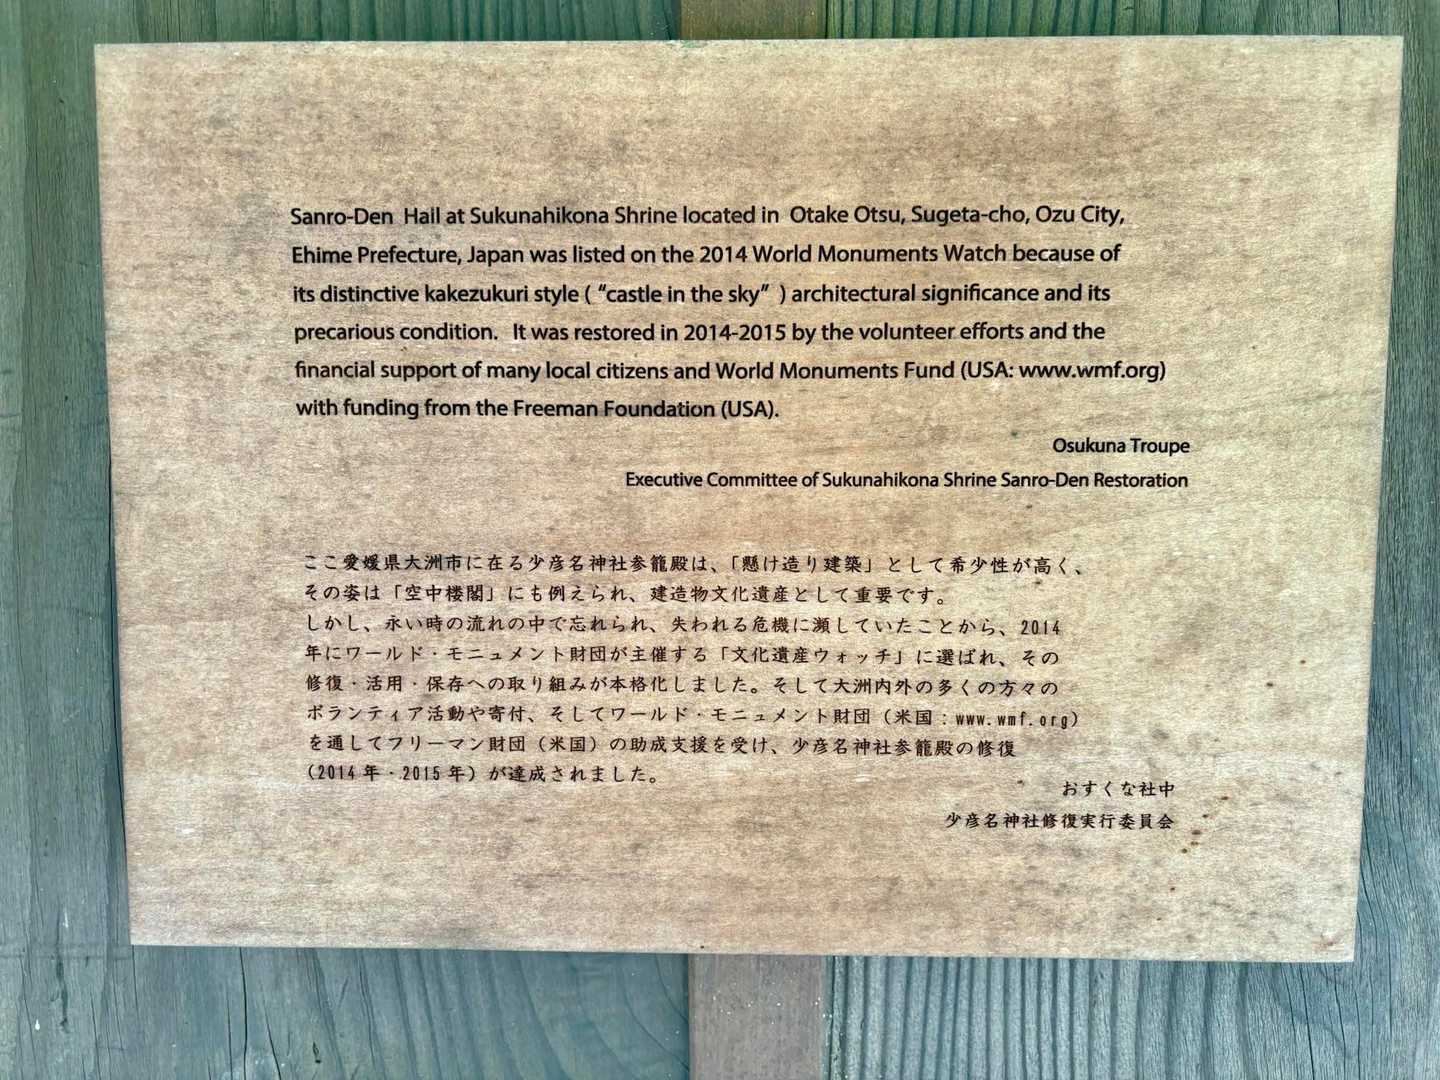 Sanro-Den Hail at Sukunahikona Shrine located in Otake Otsu, Sugeta-cho, Ozu City,
Ehime Prefecture, Japan was listed on the 2014 World Monuments Watch because of
its distinctive kakezukuri style ( “castle in the sky” ) architectural significance and its
precarious condition. It was restored in 2014-2015 by the volunteer efforts and the
financial support of many local citizens and World Monuments Fund (USA: www.wmf.org)
with funding from the Freeman Foundation (USA).
Osukuna Troupe
Executive Committee of Sukunahikona Shrine Sanro-Den Restoration
ここ愛媛県大洲市に在る少彦名神社参籠殿は、「懸け造り建築」として希少性が高く、
その姿は「空中楼閣」にも例えられ、建造物文化遺産として重要です。
しかし、永い時の流れの中で忘れられ、失われる危機に瀕していたことから、2014
年にワールド・モニュメント財団が主催する「文化遺産ウォッチ」に選ばれ、その
修復・活用・保存への取り組みが本格化しました。そして大洲内外の多くの方々の
ボランティア活動や寄付、そしてワールド・モニュメント財団（米国：www.wmf.org）
を通してフリーマン財団（米国）の助成支援を受け、少彦名神社参籠殿の修復
（2014年・2015年）が達成されました。
おすくな社中
少彦名神社修復実行委員会